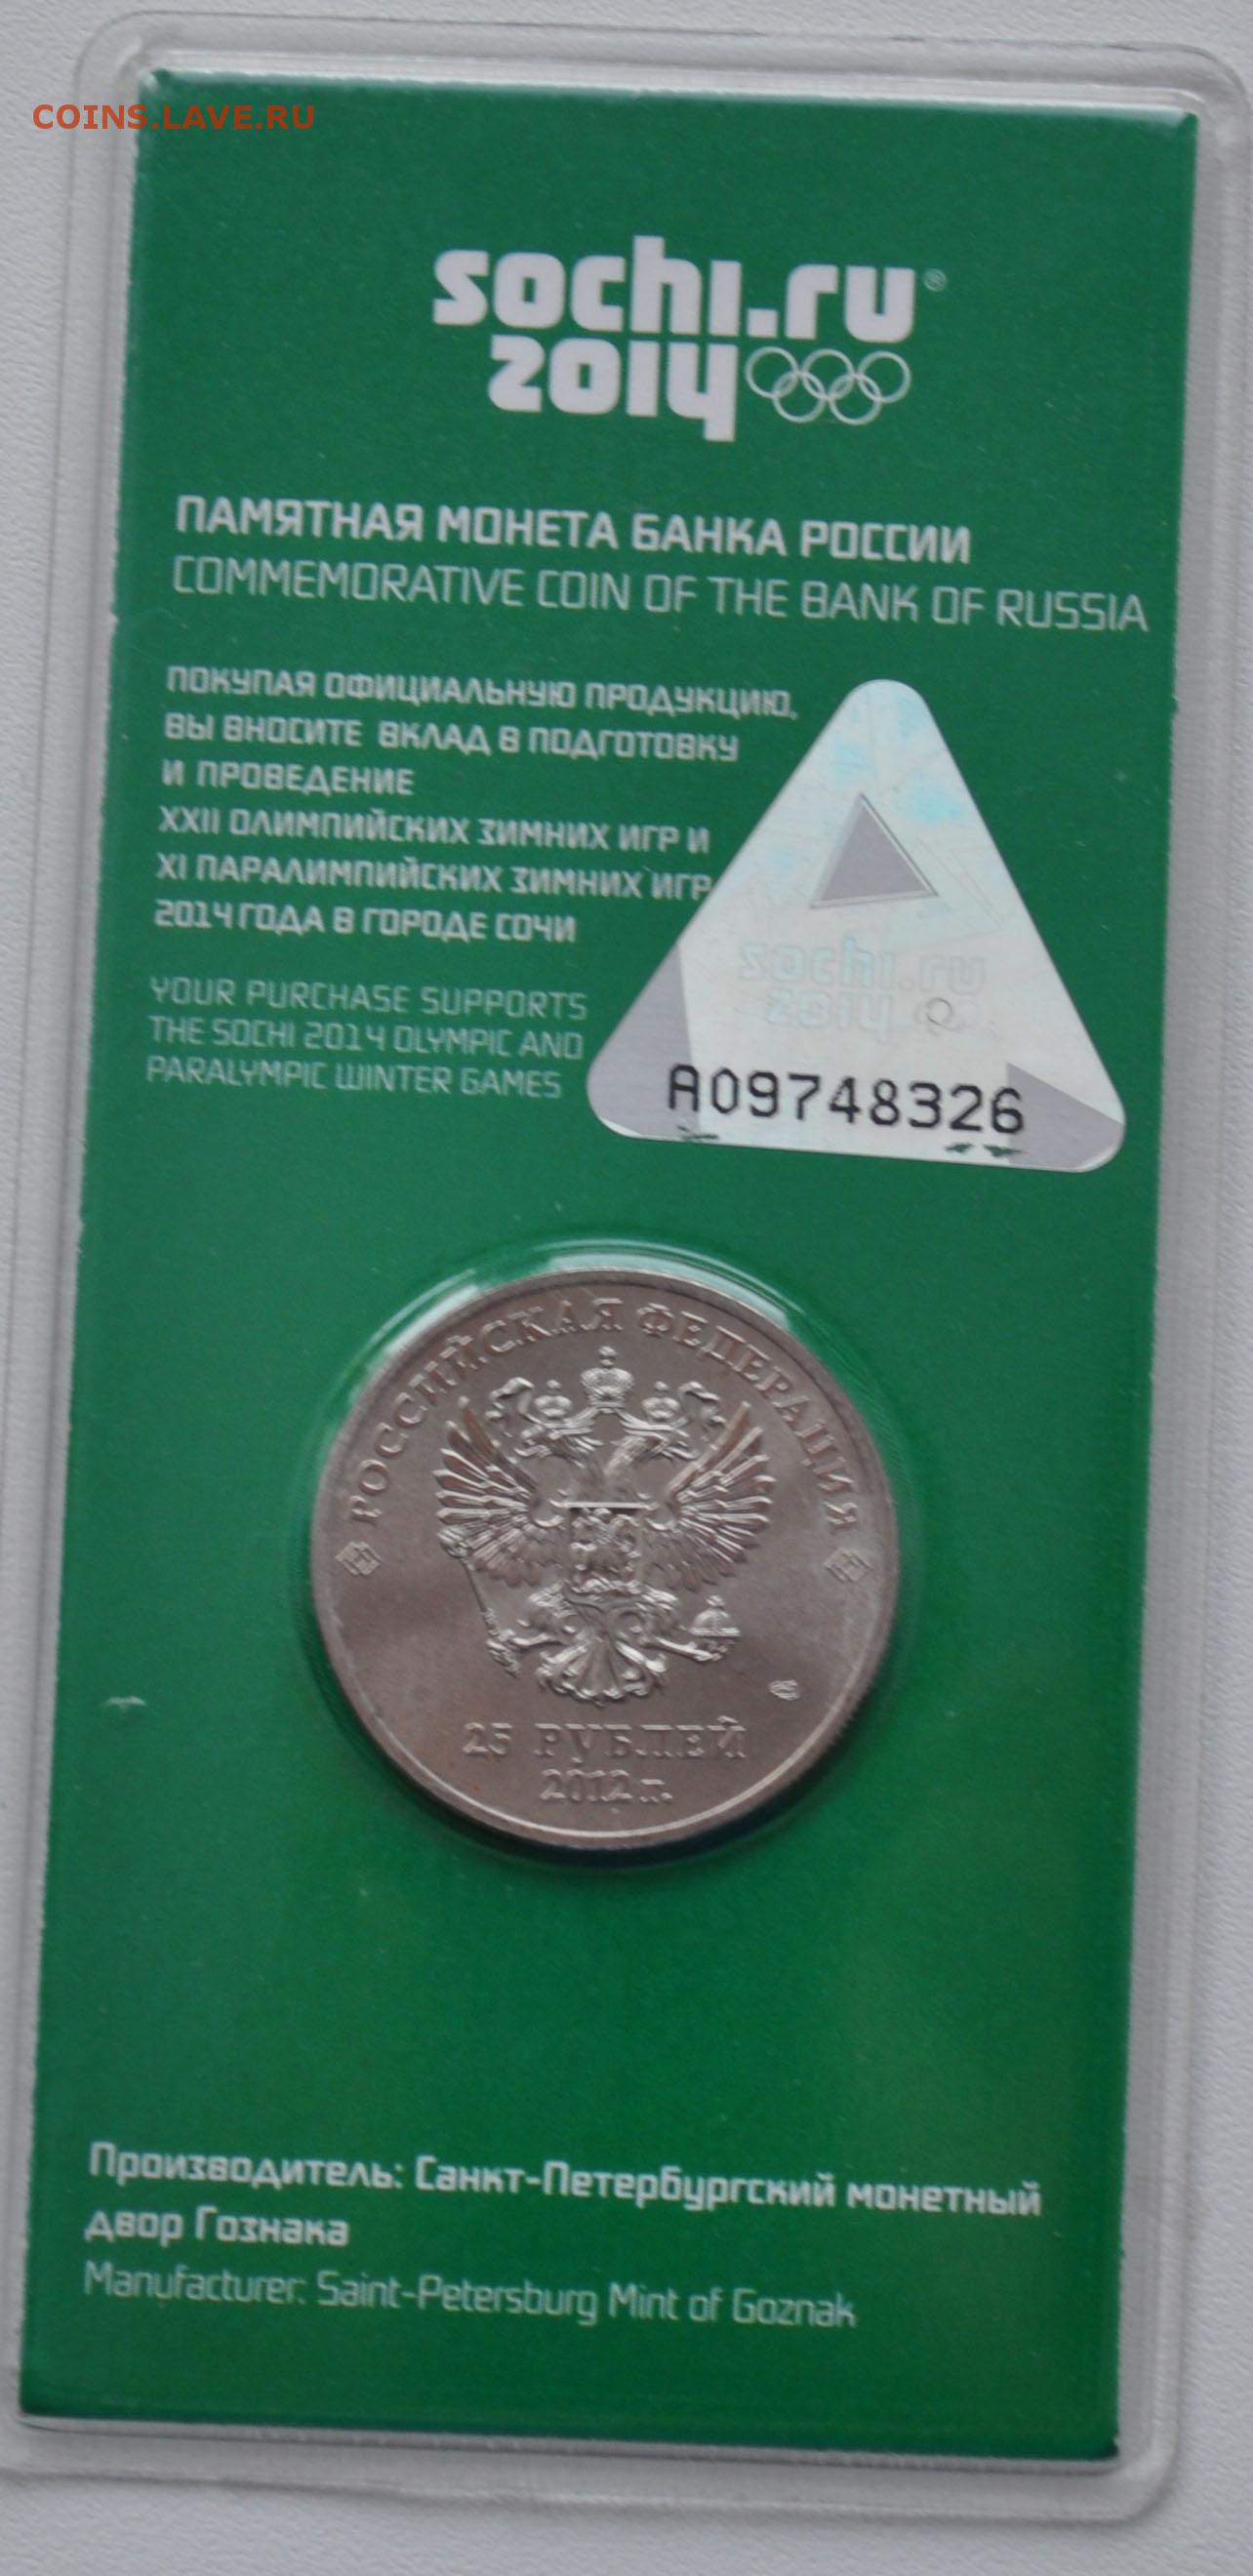 COINS.LAVE.RU
sochi.ru®
2014
ПАМЯТНАЯ МОНЕТА БАНКА РОССИИ
COMMEMORATIVE COIN OF THE BANK OF RUSSIA
ПОКУПАЯ ОФИЦИАЛЬНУЮ ПРОДУКЦИЮ,
ВЫ ВНОСИТЕ ВКЛАД В ПОДГОТОВКУ
И ПРОВЕДЕНИЕ
XXII ОЛИМПИЙСКИХ ЗИМНИХ ИГР И
XI ПАРАЛИМПИЙСКИХ ЗИМНИХ ИГР
2014 ГОДА В ГОРОДЕ СОЧИ
YOUR PURCHASE SUPPORTS
THE SOCHI 2014 OLYMPIC AND
PARALYMPIC WINTER GAMES
sochi.ru
2014
A09748326
РОССИЙСКАЯ ФЕДЕРАЦИЯ
25 РУБЛЕЙ
2012 г.
Производитель: Санкт-Петербургский монетный
двор Гознака
Manufacturer: Saint-Petersburg Mint of Goznak